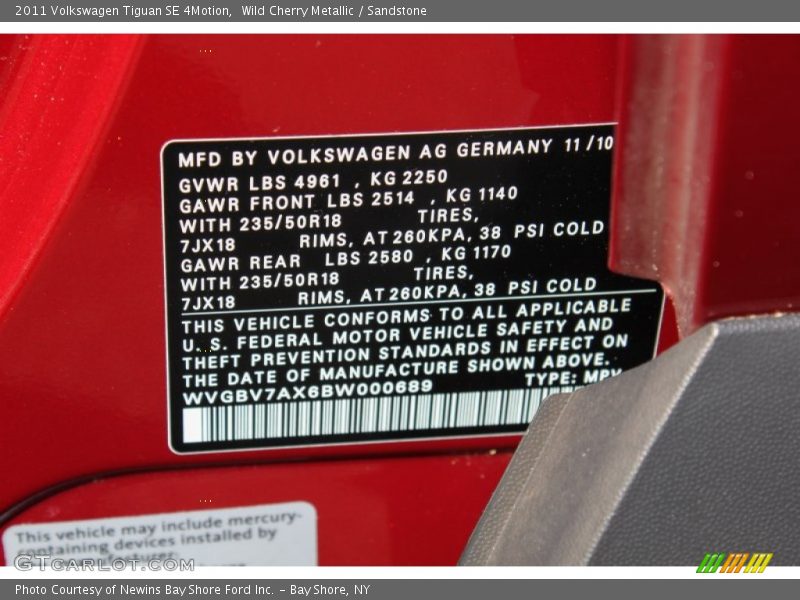 2011 Volkswagen Tiguan SE 4Motion, Wild Cherry Metallic / Sandstone
MFD BY VOLKSWAGEN AG GERMANY 11/10
GVWR LBS 4961 , KG 2250
GAWR FRONT LBS 2514 , KG 1140
WITH 235/50R18 TIRES,
7JX18 RIMS, AT 260KPA, 38 PSI COLD
GAWR REAR LBS 2580 , KG 1170
WITH 235/50R18 TIRES,
7JX18 RIMS, AT 260KPA, 38 PSI COLD
THIS VEHICLE CONFORMS TO ALL APPLICABLE
U. S. FEDERAL MOTOR VEHICLE SAFETY AND
THEFT PREVENTION STANDARDS IN EFFECT ON
THE DATE OF MANUFACTURE SHOWN ABOVE.
WVGBV7AX6BW000689 TYPE: MPV
This vehicle may include mercury-
containing devices installed by
manufacturer
GTcarlot.com
Photo Courtesy of Newins Bay Shore Ford Inc. – Bay Shore, NY